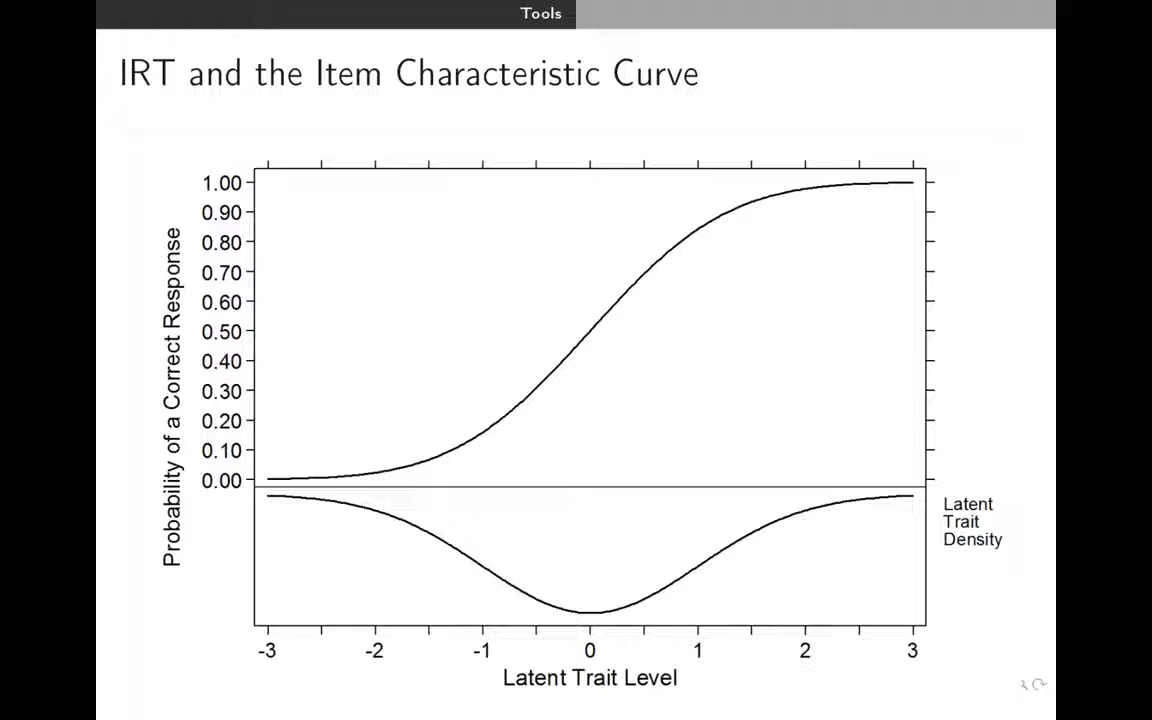 Tools
IRT and the Item Characteristic Curve
1.00
0.90
0.80
0.70
0.60
0.50
0.40
0.30
0.20
0.10
0.00
Probability of a Correct Response
Latent
Trait
Density
-3 -2 -1 0 1 2 3
Latent Trait Level